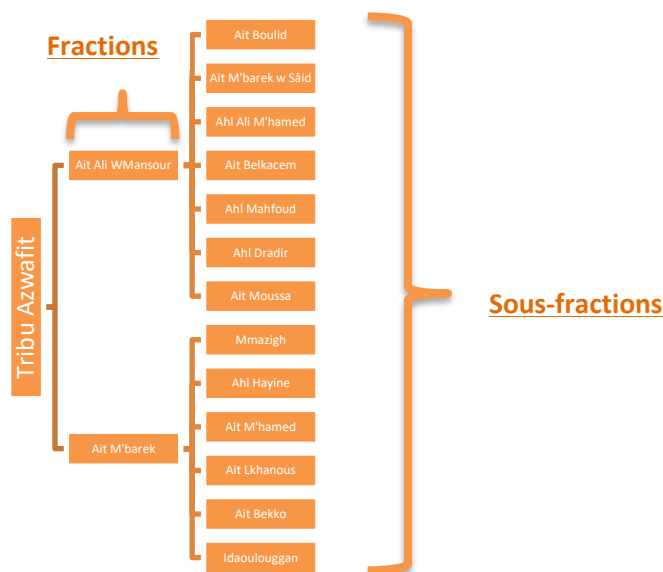 Fractions
Tribu Azwafit
Ait Ali WMansour
Ait Boulid
Ait M'barek w Sâid
Ahl Ali M'hamed
Ait Belkacem
Ahl Mahfoud
Ahl Dradir
Ait Moussa
Ait M'barek
Mmazigh
Ahl Hayine
Ait M'hamed
Ait Lkhanous
Ait Bekko
Idaoulouggan
Sous-fractions